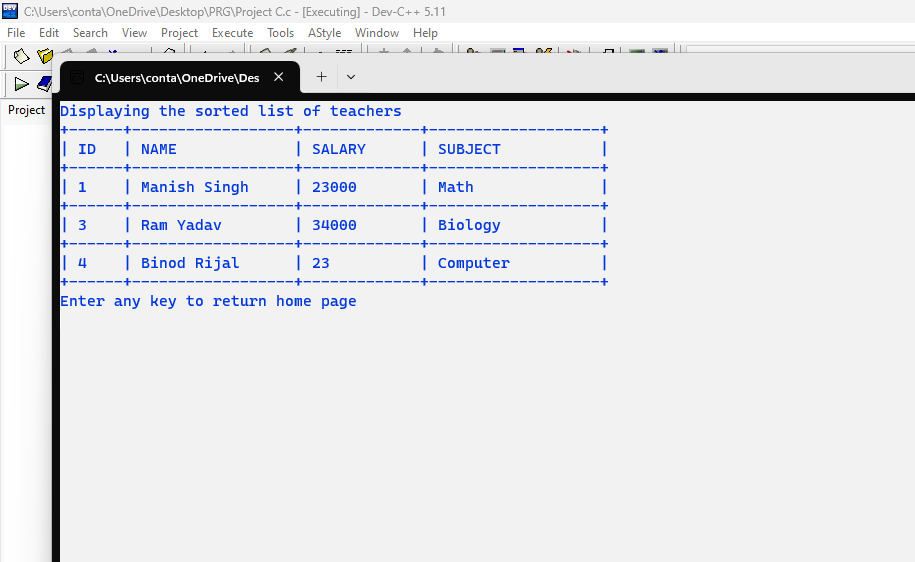 C:\Users\conta\OneDrive\Desktop\PRG\Project C.c - [Executing] - Dev-C++ 5.11
File Edit Search View Project Execute Tools AStyle Window Help
C:\Users\conta\OneDrive\Des
Project
Displaying the sorted list of teachers
+------+------------------+-------------+-------------------+
| ID | NAME | SALARY | SUBJECT |
+------+------------------+-------------+-------------------+
| 1 | Manish Singh | 23000 | Math |
+------+------------------+-------------+-------------------+
| 3 | Ram Yadav | 34000 | Biology |
+------+------------------+-------------+-------------------+
| 4 | Binod Rijal | 23 | Computer |
+------+------------------+-------------+-------------------+
Enter any key to return home page